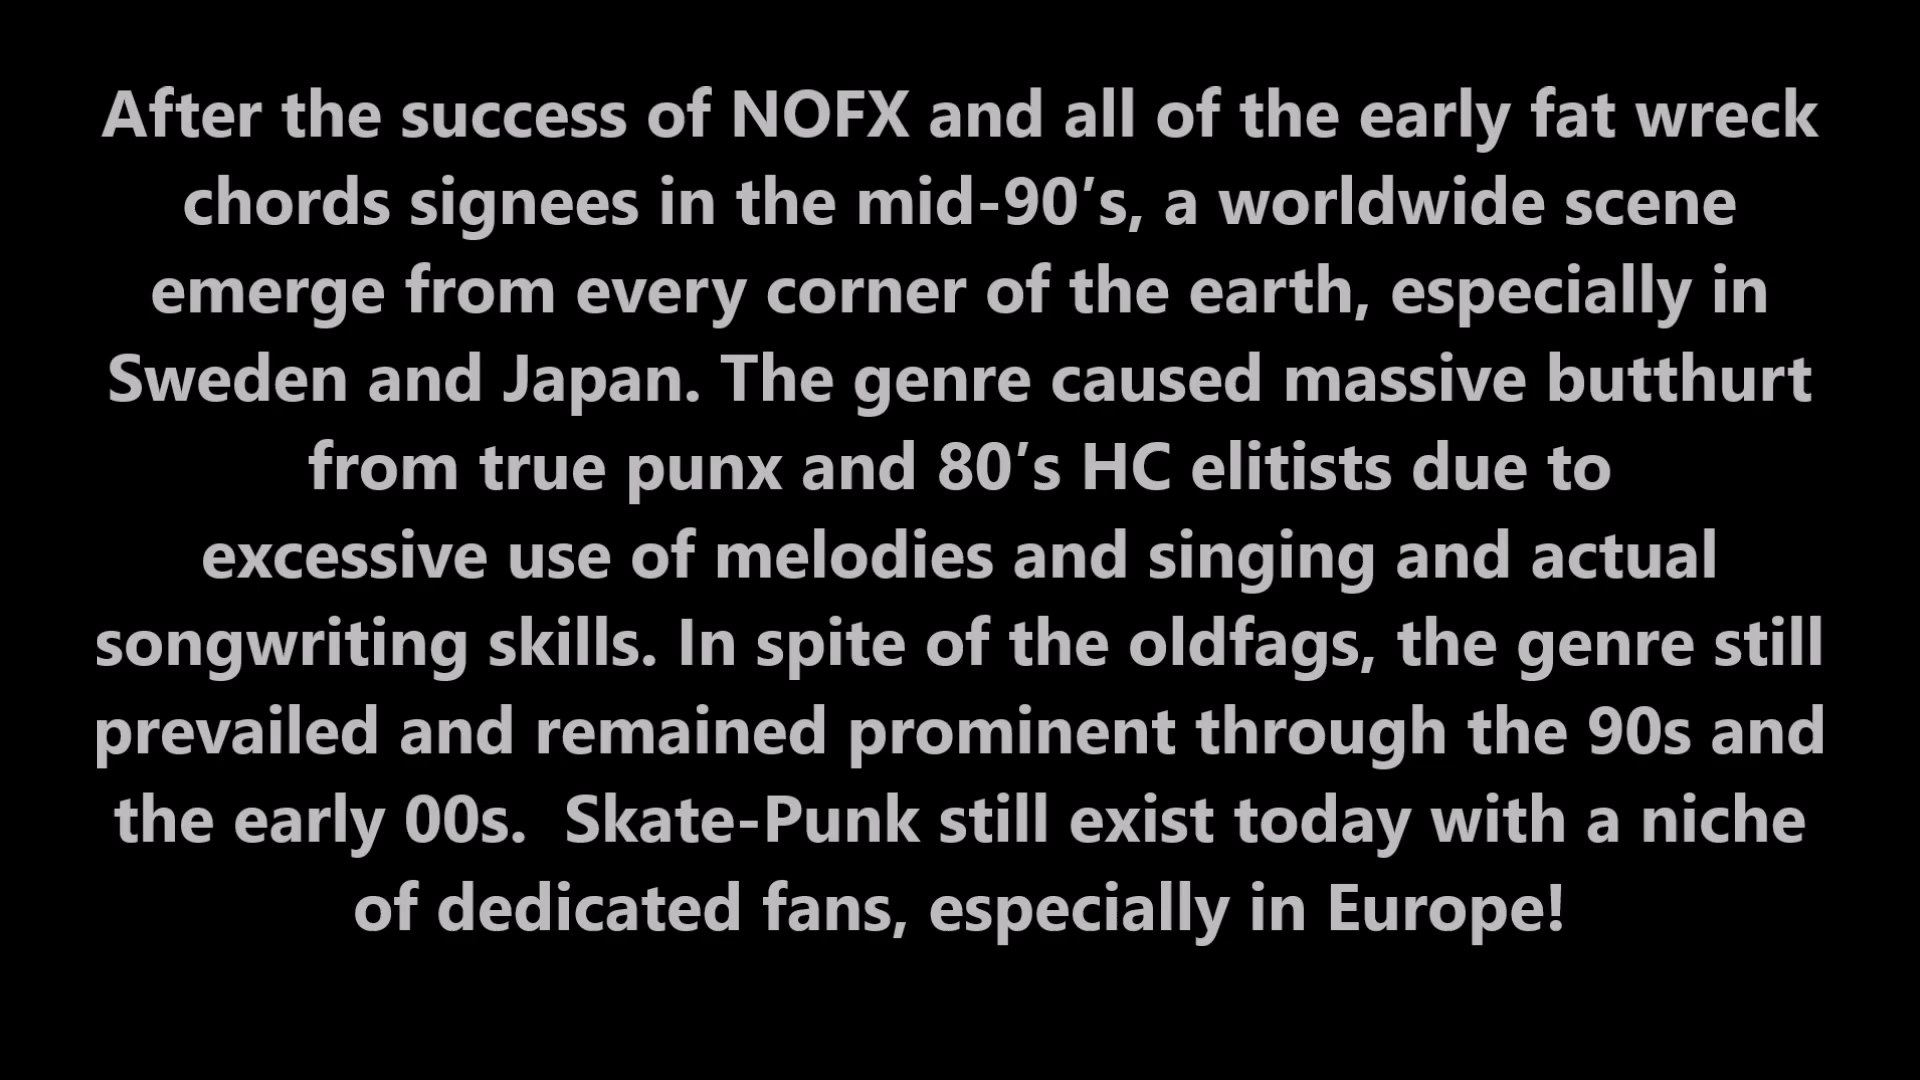 After the success of NOFX and all of the early fat wreck
chords signees in the mid-90’s, a worldwide scene
emerge from every corner of the earth, especially in
Sweden and Japan. The genre caused massive butthurt
from true punx and 80’s HC elitists due to
excessive use of melodies and singing and actual
songwriting skills. In spite of the oldfags, the genre still
prevailed and remained prominent through the 90s and
the early 00s.  Skate-Punk still exist today with a niche
of dedicated fans, especially in Europe!